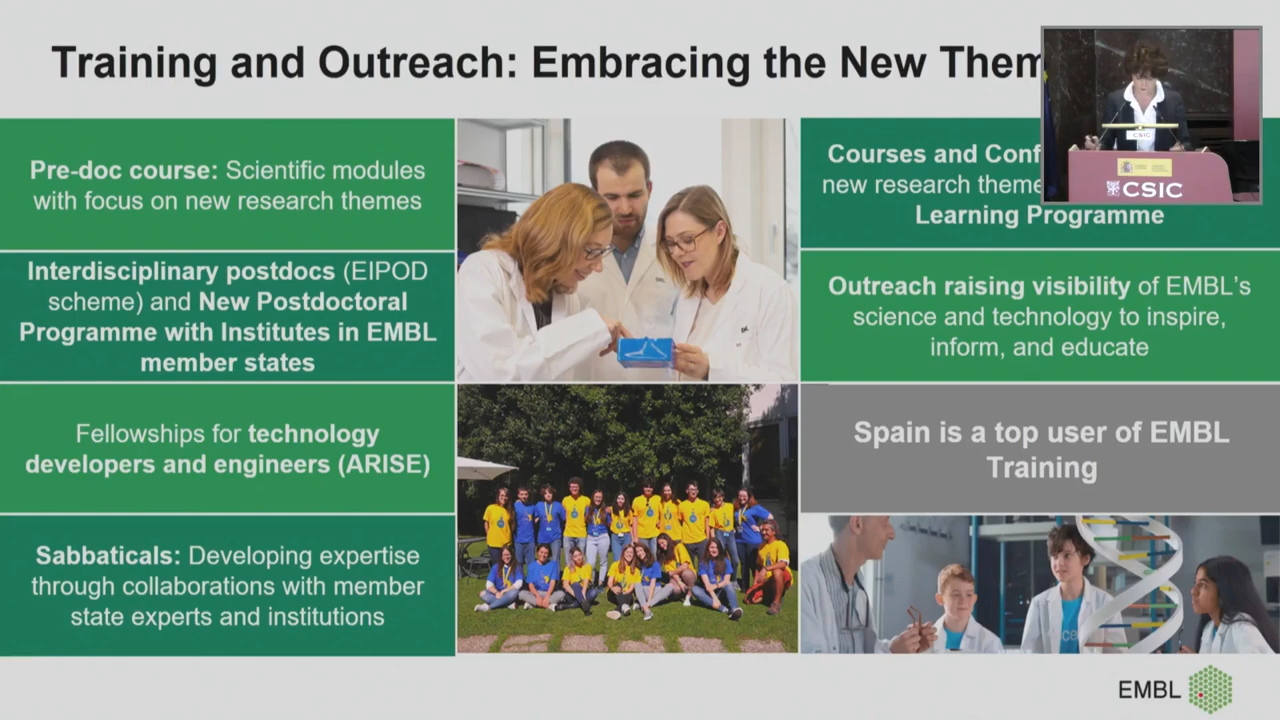 Training and Outreach: Embracing the New
Pre-doc course: Scientific modules
with focus on new research themes
Interdisciplinary postdocs (EIPOD
scheme) and New Postdoctoral
Programme with Institutes in EMBL
member states
Fellowships for technology
developers and engineers (ARISE)
Sabbaticals: Developing expertise
through collaborations with member
state experts and institutions
Courses and
new research
Learning Programme
Outreach raising visibility of EMBL's
science and technology to inspire,
inform, and educate
Spain is a top user of EMBL
Training
CSIC
CSIC
EMBL